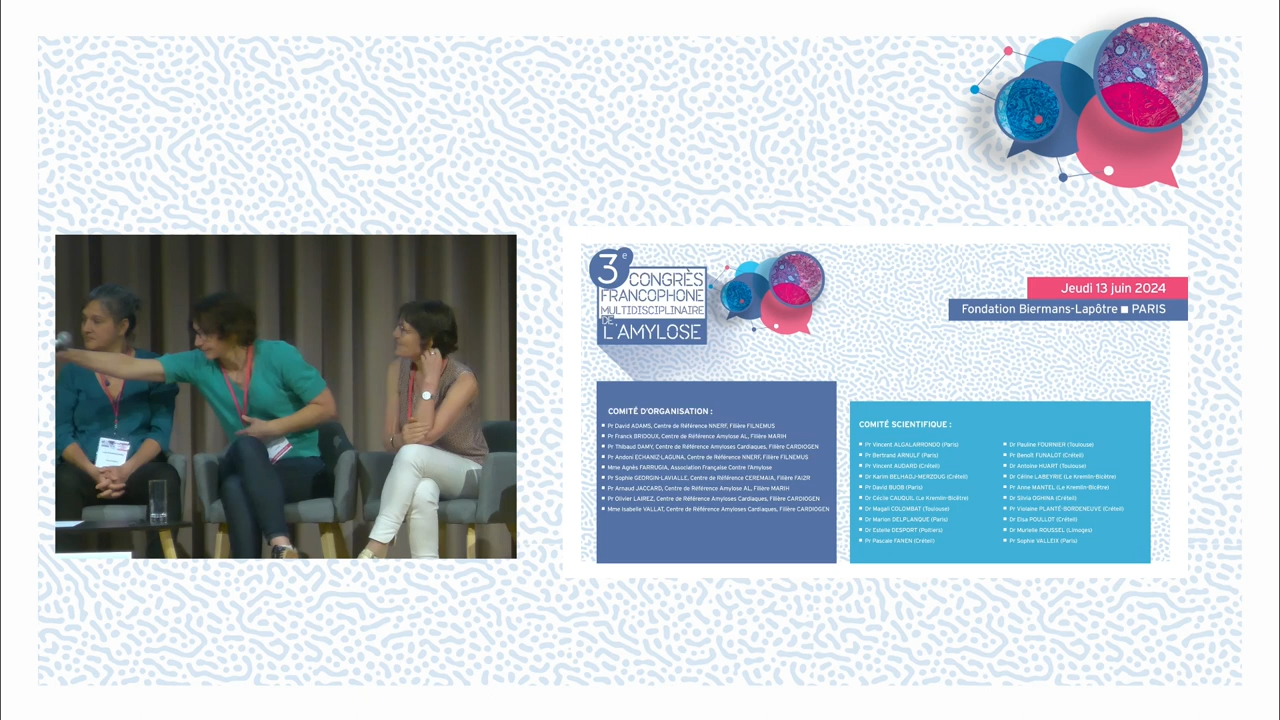 3e
CONGRÈS
FRANCOPHONE
MULTIDISCIPLINAIRE
DE
L'AMYLOSE
Jeudi 13 juin 2024
Fondation Biermans-Lapôtre ■ PARIS
COMITÉ D'ORGANISATION :
Pr David ADAMS, Centre de Référence NNERF, Filière FILNEMUS
Pr Franck BRIDOUX, Centre de Référence Amylose AL, Filière MARIH
Pr Thibaud DAMY, Centre de Référence Amyloses Cardiaques, Filière CARDIOGEN
Pr Andoni ECHANIZ-LAGUNA, Centre de Référence NNERF, Filière FILNEMUS
Mme Agnès FARRUGIA, Association Française Contre l'Amylose
Pr Sophie GEORGIN-LAVIALLE, Centre de Référence CEREMAIA, Filière FAI2R
Pr Arnaud JACCARD, Centre de Référence Amylose AL, Filière MARIH
Pr Olivier LAIREZ, Centre de Référence Amyloses Cardiaques, Filière CARDIOGEN
Mme Isabelle VALLAT, Centre de Référence Amyloses Cardiaques, Filière CARDIOGEN
COMITÉ SCIENTIFIQUE :
Pr Vincent ALGALARRONDO (Paris)
Pr Bertrand ARNULF (Paris)
Pr Vincent AUDARD (Créteil)
Dr Karim BELHADJ-MERZOUG (Créteil)
Pr David BUOB (Paris)
Dr Cécile CAUQUIL (Le Kremlin-Bicêtre)
Dr Magali COLOMBAT (Toulouse)
Dr Marion DELPLANQUE (Paris)
Dr Estelle DESPORT (Poitiers)
Pr Pascale FANEN (Créteil)
Dr Pauline FOURNIER (Toulouse)
Pr Benoît FUNALOT (Créteil)
Dr Antoine HUART (Toulouse)
Dr Céline LABEYRIE (Le Kremlin-Bicêtre)
Pr Anne MANTEL (Le Kremlin-Bicêtre)
Dr Silvia OGHINA (Créteil)
Pr Violaine PLANTÉ-BORDENEUVE (Créteil)
Dr Elsa POULLOT (Créteil)
Dr Murielle ROUSSEL (Limoges)
Pr Sophie VALLEIX (Paris)